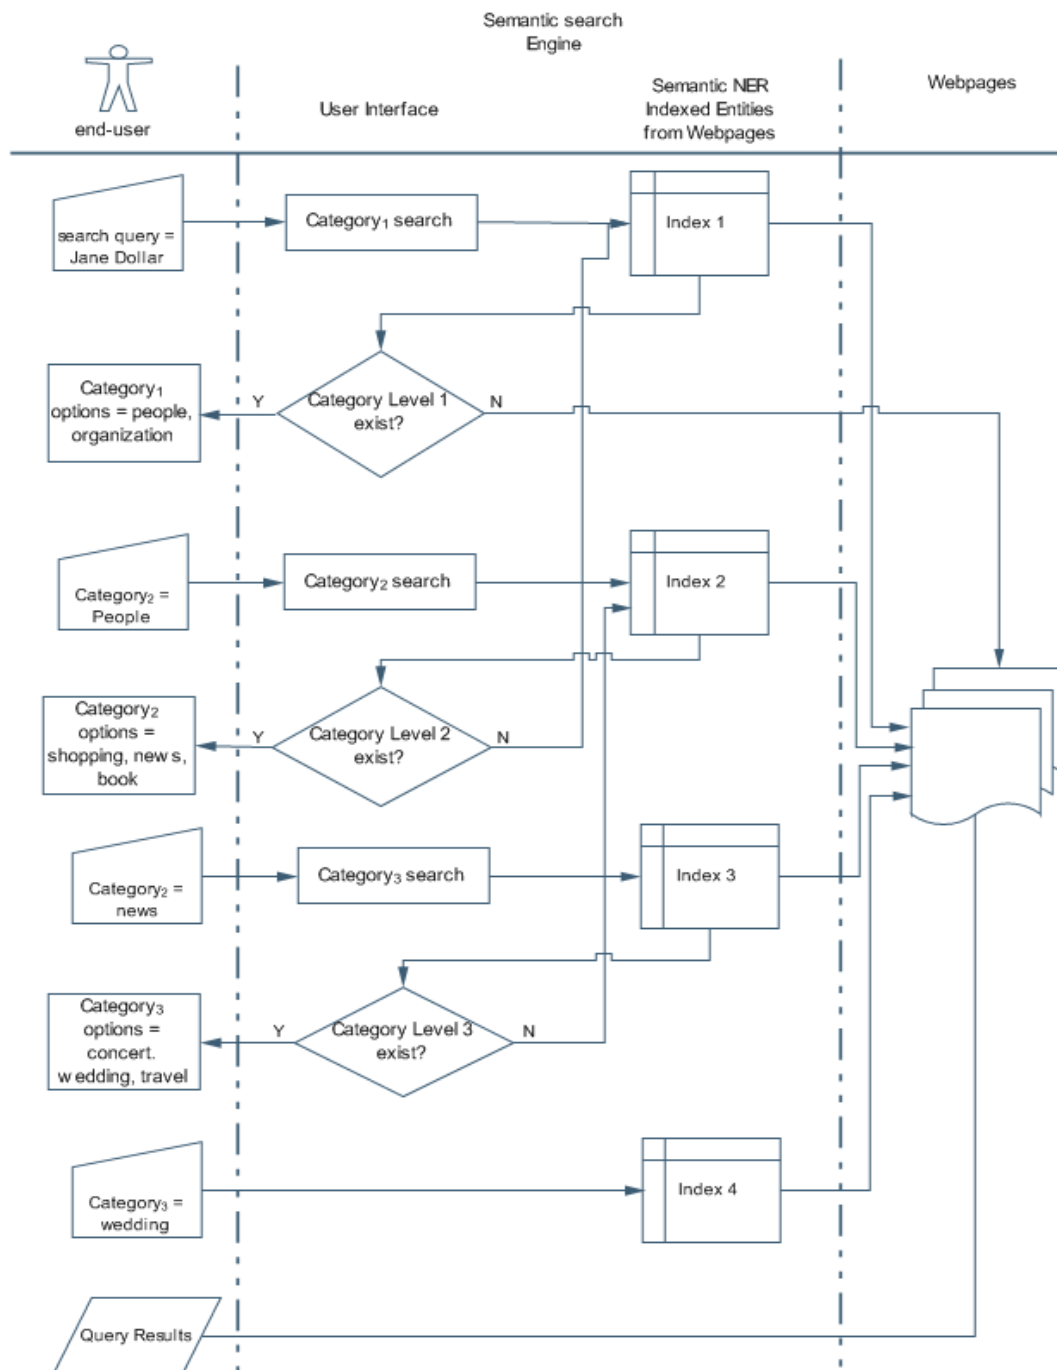 Semantic search
Engine
end-user
User Interface
Semantic NER
Indexed Entities
from Webpages
Webpages
search query =
Jane Dollar
Category₁ search
Index 1
Category₁
options = people,
organization
Y
Category Level 1
exist?
N
Category₂ =
People
Category₂ search
Index 2
Category₂
options =
shopping, news,
book
Y
Category Level 2
exist?
N
Category₂ =
news
Category₃ search
Index 3
Category₃
options =
concert.
wedding, travel
Y
Category Level 3
exist?
N
Category₃ =
wedding
Index 4
Query Results